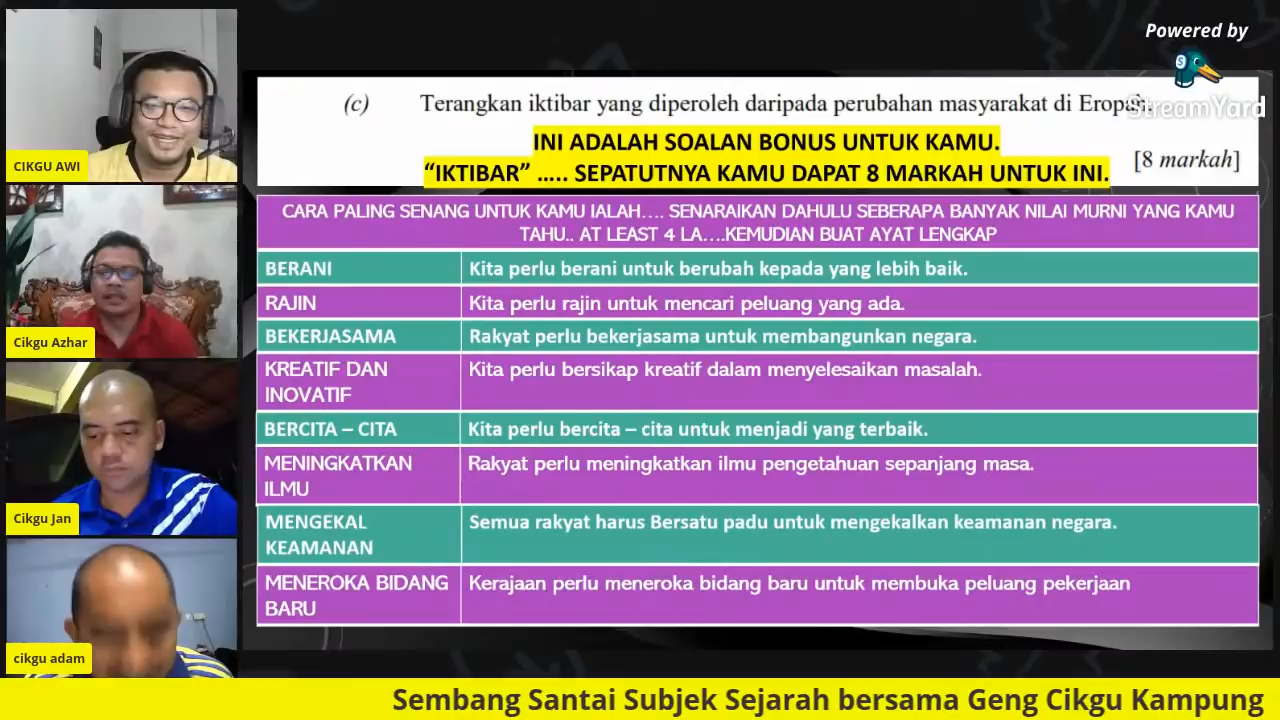 Powered by
StreamYard
CIKGU AWI
Cikgu Azhar
Cikgu Jan
cikgu adam
(c) Terangkan iktibar yang diperoleh daripada perubahan masyarakat di Eropah.
INI ADALAH SOALAN BONUS UNTUK KAMU.
[8 markah]
“IKTIBAR” ….. SEPATUTNYA KAMU DAPAT 8 MARKAH UNTUK INI.
CARA PALING SENANG UNTUK KAMU IALAH…. SENARAIKAN DAHULU SEBERAPA BANYAK NILAI MURNI YANG KAMU
TAHU.. AT LEAST 4 LA….KEMUDIAN BUAT AYAT LENGKAP
BERANI
Kita perlu berani untuk berubah kepada yang lebih baik.
RAJIN
Kita perlu rajin untuk mencari peluang yang ada.
BEKERJASAMA
Rakyat perlu bekerjasama untuk membangunkan negara.
KREATIF DAN
INOVATIF
Kita perlu bersikap kreatif dalam menyelesaikan masalah.
BERCITA – CITA
Kita perlu bercita – cita untuk menjadi yang terbaik.
MENINGKATKAN
ILMU
Rakyat perlu meningkatkan ilmu pengetahuan sepanjang masa.
MENGEKAL
KEAMANAN
Semua rakyat harus Bersatu padu untuk mengekalkan keamanan negara.
MENEROKA BIDANG
BARU
Kerajaan perlu meneroka bidang baru untuk membuka peluang pekerjaan
Sembang Santai Subjek Sejarah bersama Geng Cikgu Kampung